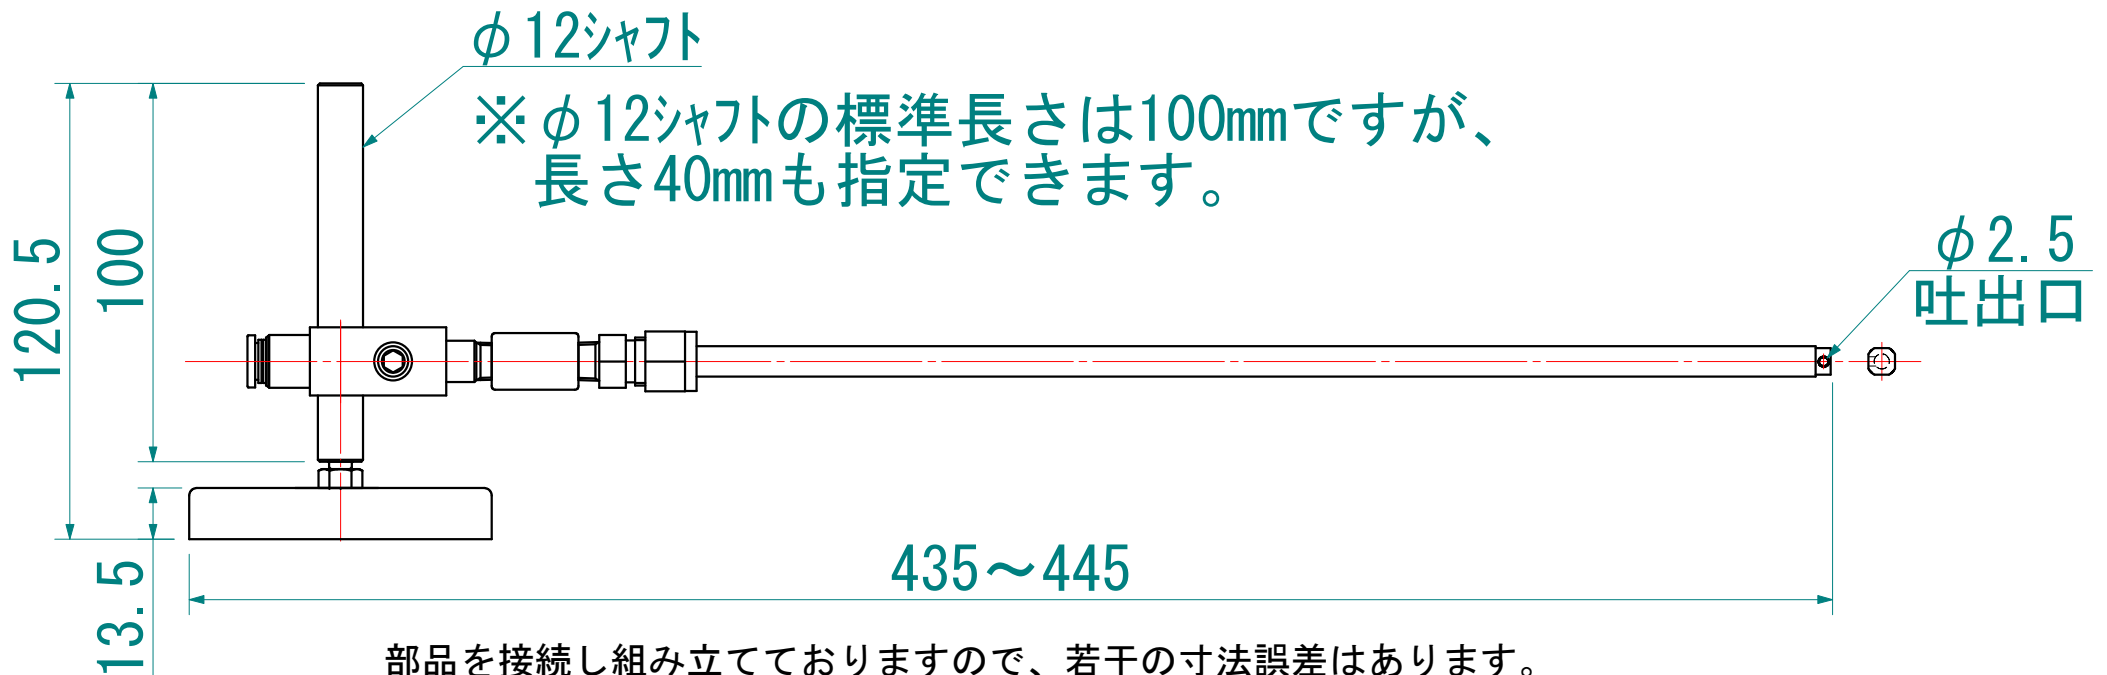 φ12シャフト
※φ12シャフトの標準長さは100mmですが、
長さ40mmも指定できます。
120.5
100
φ2.5
吐出口
13.5
435～445
部品を接続し組み立てておりますので、若干の寸法誤差はあります。